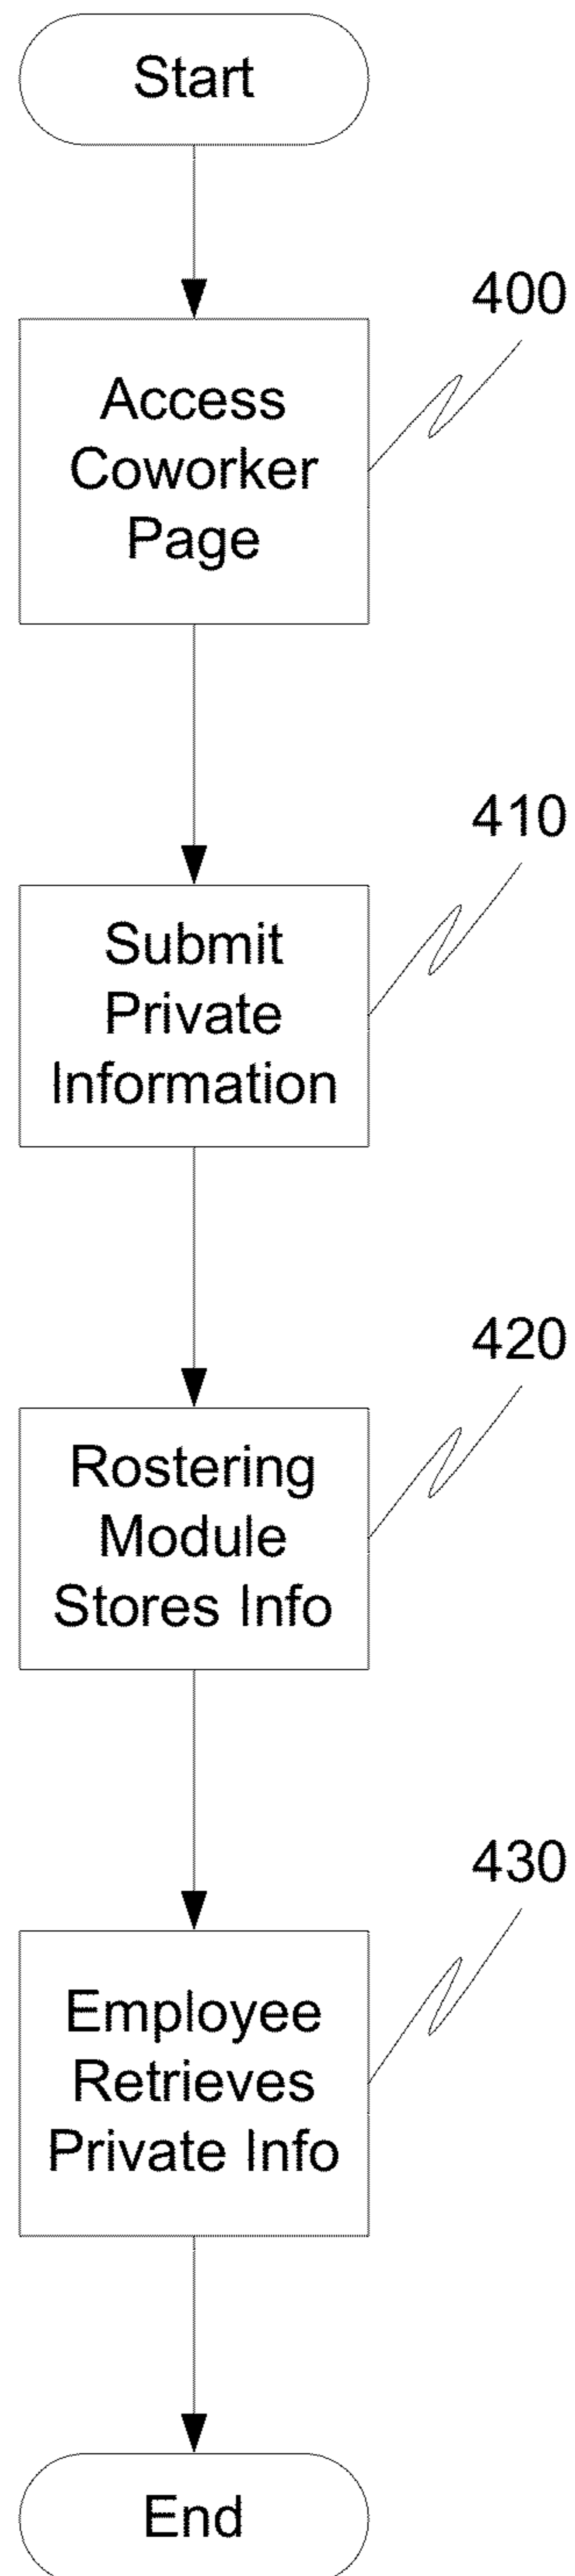 Start
400
Access
Coworker
Page
410
Submit
Private
Information
420
Rostering
Module
Stores Info
430
Employee
Retrieves
Private Info
End